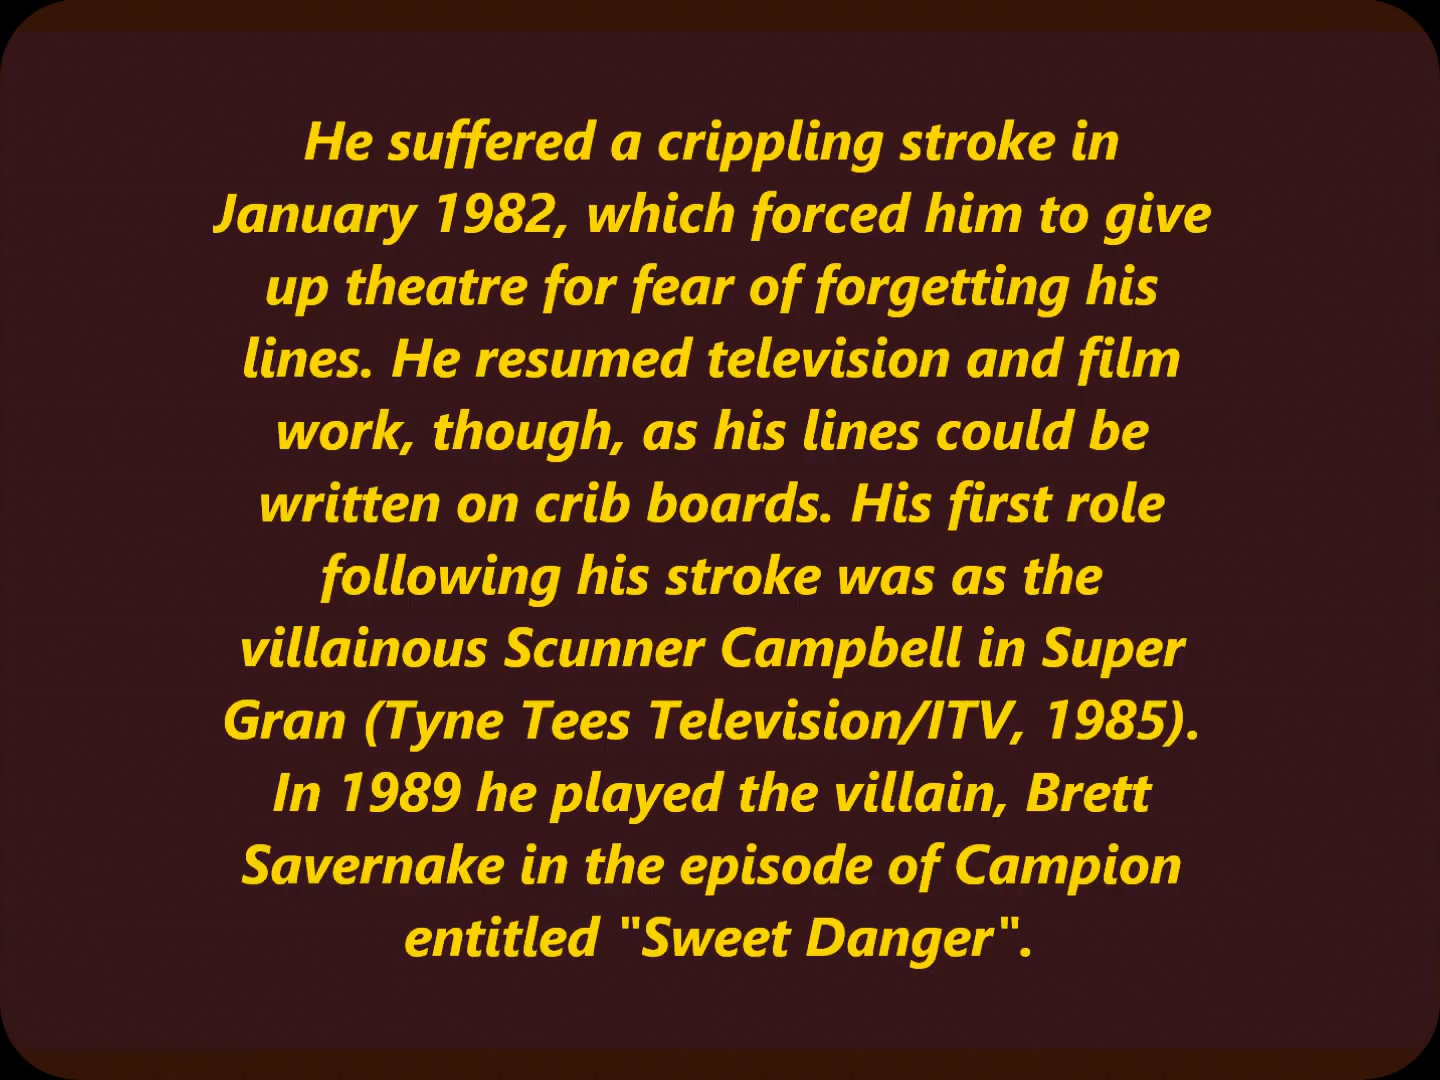 He suffered a crippling stroke in
January 1982, which forced him to give
up theatre for fear of forgetting his
lines. He resumed television and film
work, though, as his lines could be
written on crib boards. His first role
following his stroke was as the
villainous Scunner Campbell in Super
Gran (Tyne Tees Television/ITV, 1985).
In 1989 he played the villain, Brett
Savernake in the episode of Campion
entitled "Sweet Danger".